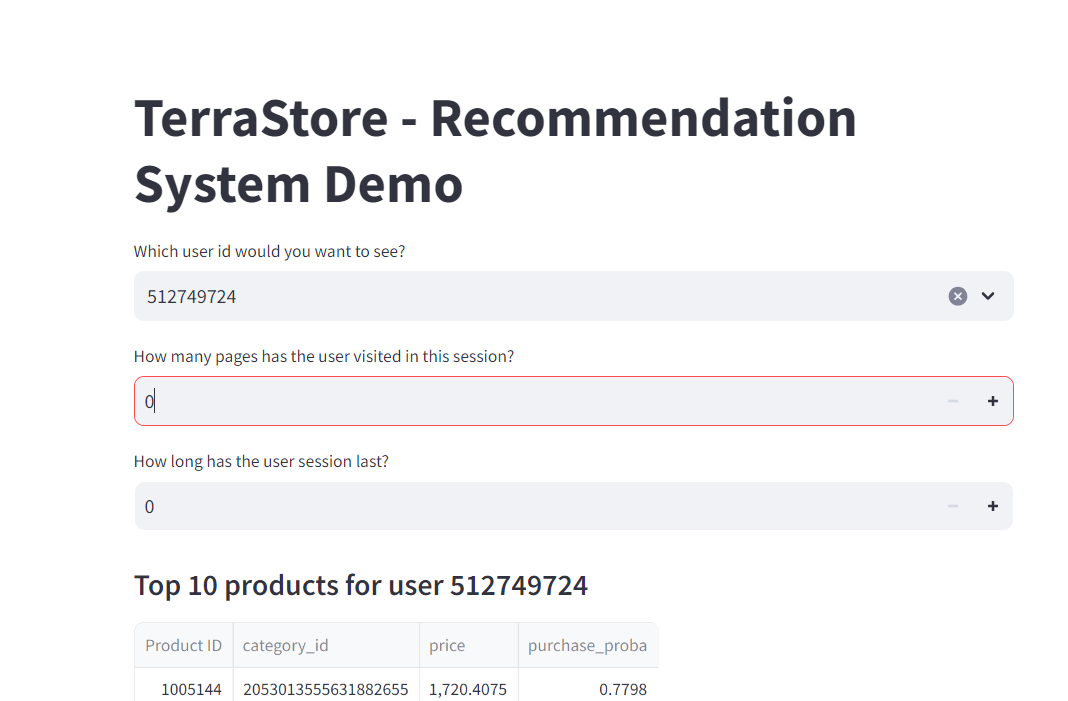 TerraStore - Recommendation
System Demo
Which user id would you want to see?
512749724
How many pages has the user visited in this session?
0
How long has the user session last?
0
Top 10 products for user 512749724
Product ID category_id price purchase_proba
1005144 2053013555631882655 1,720.4075 0.7798